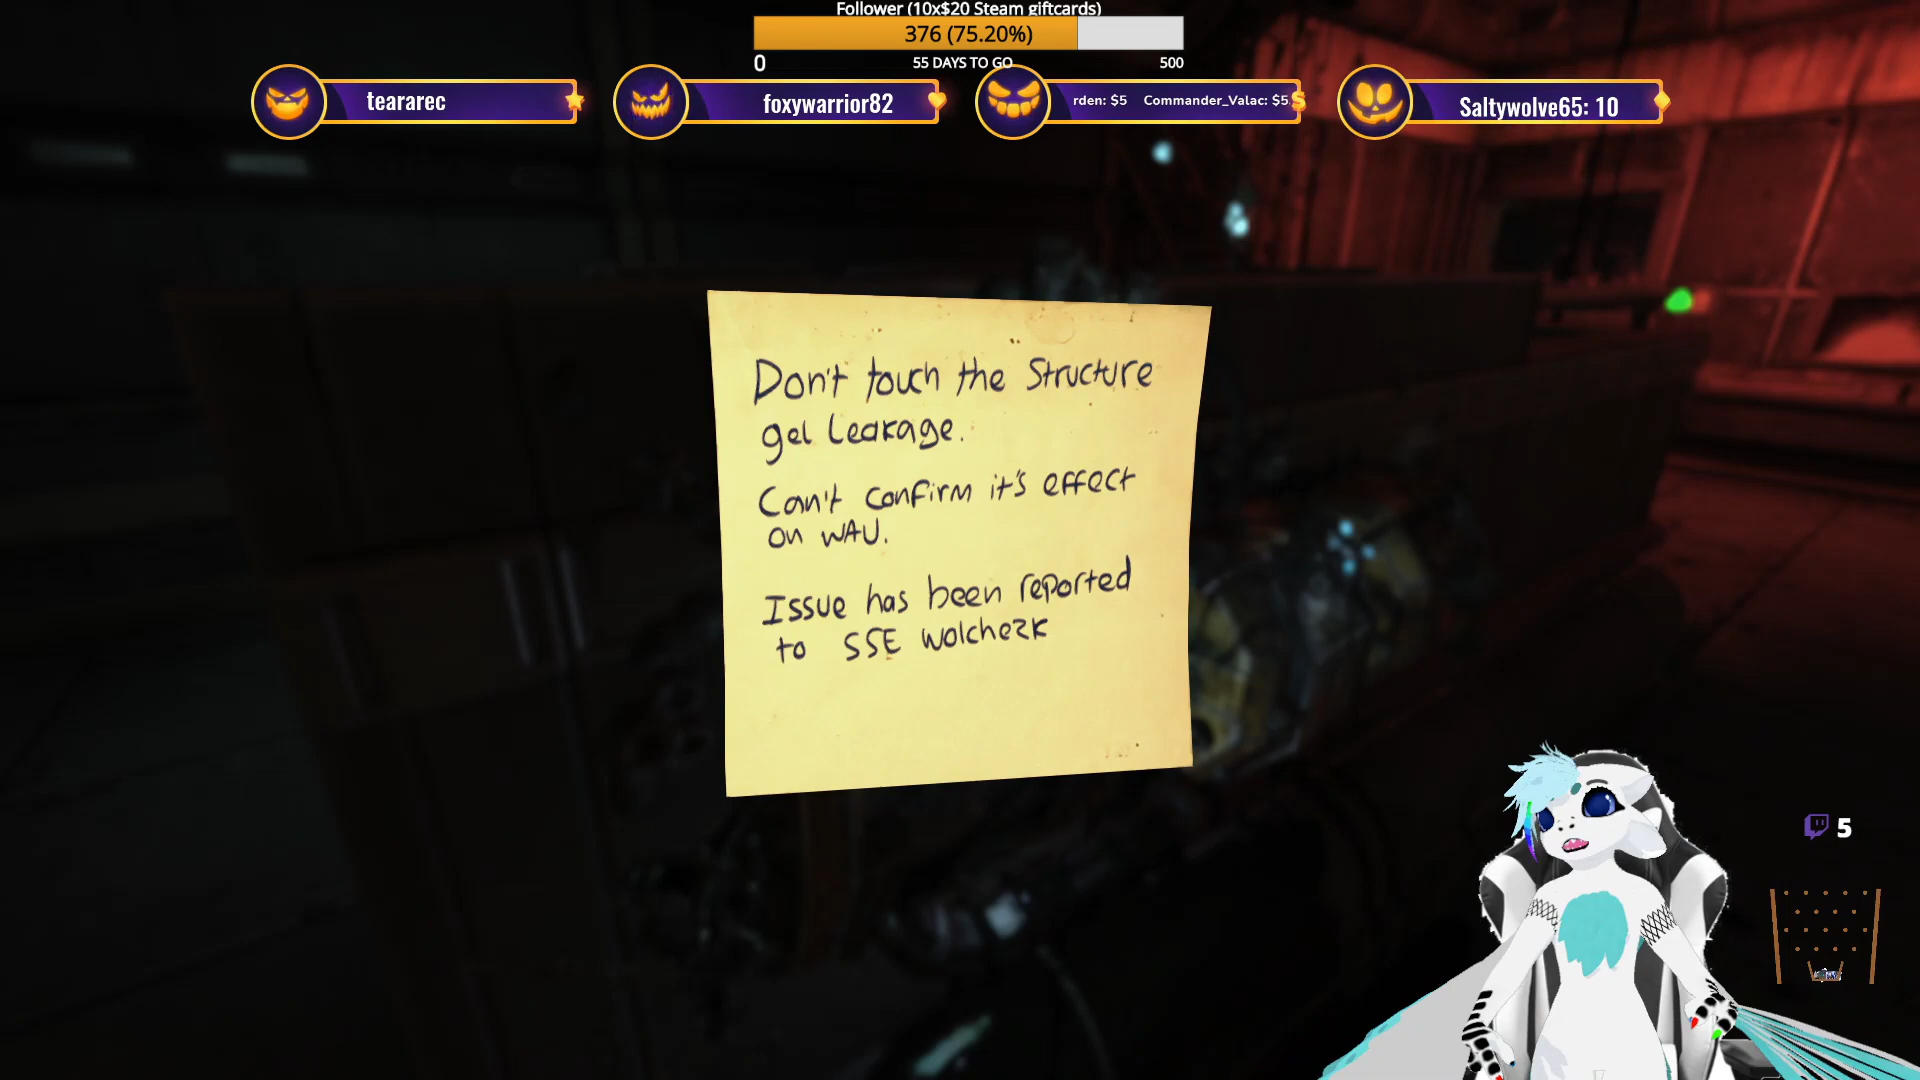 Follower (10x$20 Steam giftcards)
376 (75.20%)
0 55 DAYS TO GO 500
teararec
foxywarrior82
rden: $5 Commander_Valac: $5
Saltywolve65: 10
Don't touch the Structure
gel Leakage.
Can't confirm it's effect
on WAU.
Issue has been reported
to SSE Wolchezk
5